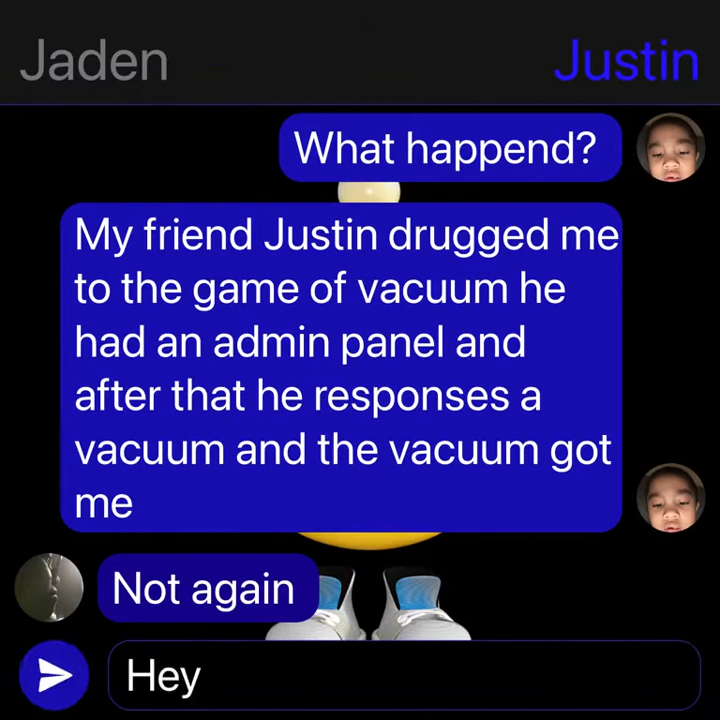 Jaden
Justin
What happend?
My friend Justin drugged me
to the game of vacuum he
had an admin panel and
after that he responses a
vacuum and the vacuum got
me
Not again
Hey